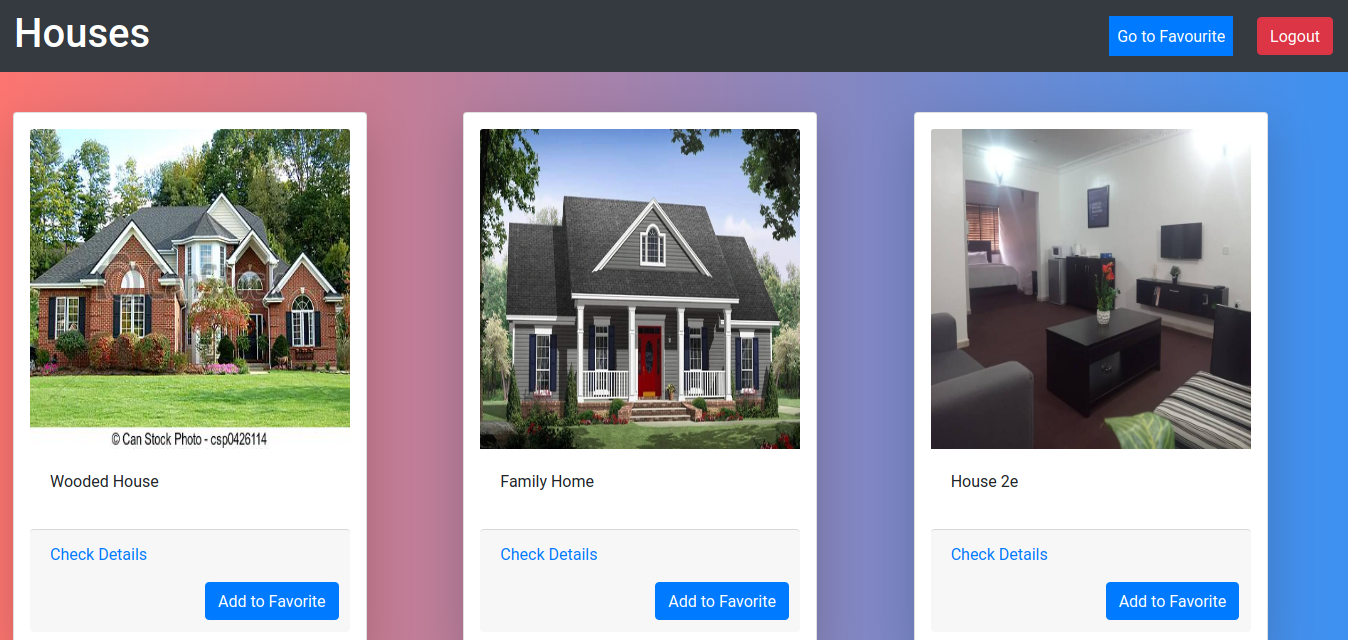 Houses
Go to Favourite
Logout
© Can Stock Photo - csp0426114
Wooded House
Family Home
House 2e
Check Details
Check Details
Check Details
Add to Favorite
Add to Favorite
Add to Favorite